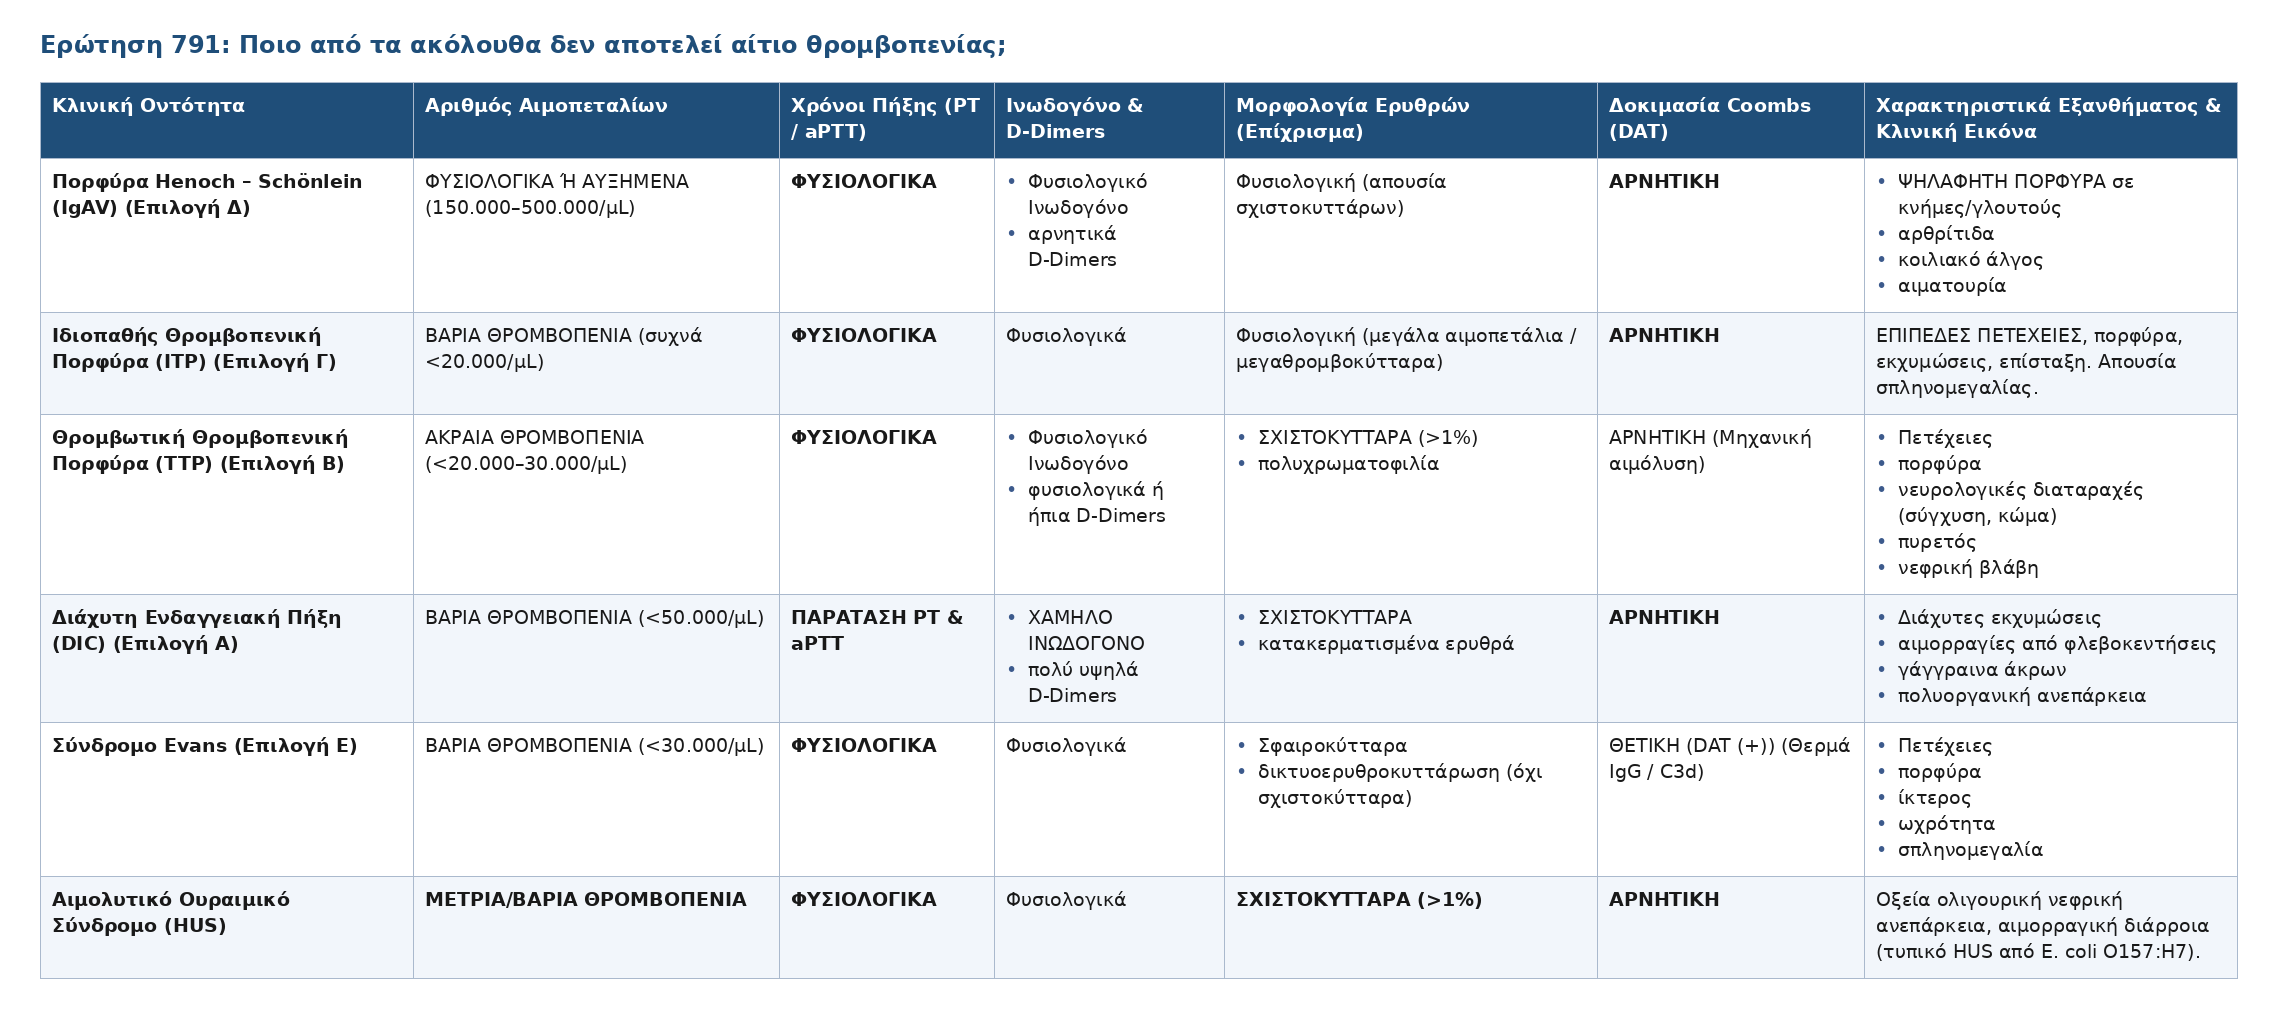 Ερώτηση 791: Ποιο από τα ακόλουθα δεν αποτελεί αίτιο θρομβοπενίας;
Κλινική Οντότητα
Αριθμός Αιμοπεταλίων
Χρόνοι Πήξης (PT
/ aPTT)
Ινωδογόνο &
D-Dimers
Μορφολογία Ερυθρών
(Επίχρισμα)
Δοκιμασία Coombs
(DAT)
Χαρακτηριστικά Εξανθήματος &
Κλινική Εικόνα
Πορφύρα Henoch – Schönlein
(IgAV) (Επιλογή Δ)
ΦΥΣΙΟΛΟΓΙΚΑ Ή ΑΥΞΗΜΕΝΑ
(150.000–500.000/μL)
ΦΥΣΙΟΛΟΓΙΚΑ
• Φυσιολογικό
Ινωδογόνο
• αρνητικά
D-Dimers
Φυσιολογική (απουσία
σχιστοκυττάρων)
ΑΡΝΗΤΙΚΗ
• ΨΗΛΑΦΗΤΗ ΠΟΡΦΥΡΑ σε
κνήμες/γλουτούς
• αρθρίτιδα
• κοιλιακό άλγος
• αιματουρία
Ιδιοπαθής Θρομβοπενική
Πορφύρα (ITP) (Επιλογή Γ)
ΒΑΡΙΑ ΘΡΟΜΒΟΠΕΝΙΑ (συχνά
<20.000/μL)
ΦΥΣΙΟΛΟΓΙΚΑ
Φυσιολογικά
Φυσιολογική (μεγάλα αιμοπετάλια /
μεγαθρομβοκύτταρα)
ΑΡΝΗΤΙΚΗ
ΕΠΙΠΕΔΕΣ ΠΕΤΕΧΕΙΕΣ, πορφύρα,
εκχυμώσεις, επίσταξη. Απουσία
σπληνομεγαλίας.
Θρομβωτική Θρομβοπενική
Πορφύρα (TTP) (Επιλογή Β)
ΑΚΡΑΙΑ ΘΡΟΜΒΟΠΕΝΙΑ
(<20.000–30.000/μL)
ΦΥΣΙΟΛΟΓΙΚΑ
• Φυσιολογικό
Ινωδογόνο
• φυσιολογικά ή
ήπια D-Dimers
• ΣΧΙΣΤΟΚΥΤΤΑΡΑ (>1%)
• πολυχρωματοφιλία
ΑΡΝΗΤΙΚΗ (Μηχανική
αιμόλυση)
• Πετέχειες
• πορφύρα
• νευρολογικές διαταραχές
(σύγχυση, κώμα)
• πυρετός
• νεφρική βλάβη
Διάχυτη Ενδαγγειακή Πήξη
(DIC) (Επιλογή Α)
ΒΑΡΙΑ ΘΡΟΜΒΟΠΕΝΙΑ (<50.000/μL)
ΠΑΡΑΤΑΣΗ PT &
aPTT
• ΧΑΜΗΛΟ
ΙΝΩΔΟΓΟΝΟ
• πολύ υψηλά
D-Dimers
• ΣΧΙΣΤΟΚΥΤΤΑΡΑ
• κατακερματισμένα ερυθρά
ΑΡΝΗΤΙΚΗ
• Διάχυτες εκχυμώσεις
• αιμορραγίες από φλεβοκεντήσεις
• γάγγραινα άκρων
• πολυοργανική ανεπάρκεια
Σύνδρομο Evans (Επιλογή Ε)
ΒΑΡΙΑ ΘΡΟΜΒΟΠΕΝΙΑ (<30.000/μL)
ΦΥΣΙΟΛΟΓΙΚΑ
Φυσιολογικά
• Σφαιροκύτταρα
• δικτυοερυθροκυττάρωση (όχι
σχιστοκύτταρα)
ΘΕΤΙΚΗ (DAT (+)) (Θερμά
IgG / C3d)
• Πετέχειες
• πορφύρα
• ίκτερος
• ωχρότητα
• σπληνομεγαλία
Αιμολυτικό Ουραιμικό
Σύνδρομο (HUS)
ΜΕΤΡΙΑ/ΒΑΡΙΑ ΘΡΟΜΒΟΠΕΝΙΑ
ΦΥΣΙΟΛΟΓΙΚΑ
Φυσιολογικά
ΣΧΙΣΤΟΚΥΤΤΑΡΑ (>1%)
ΑΡΝΗΤΙΚΗ
Οξεία ολιγουρική νεφρική
ανεπάρκεια, αιμορραγική διάρροια
(τυπικό HUS από E. coli O157:H7).